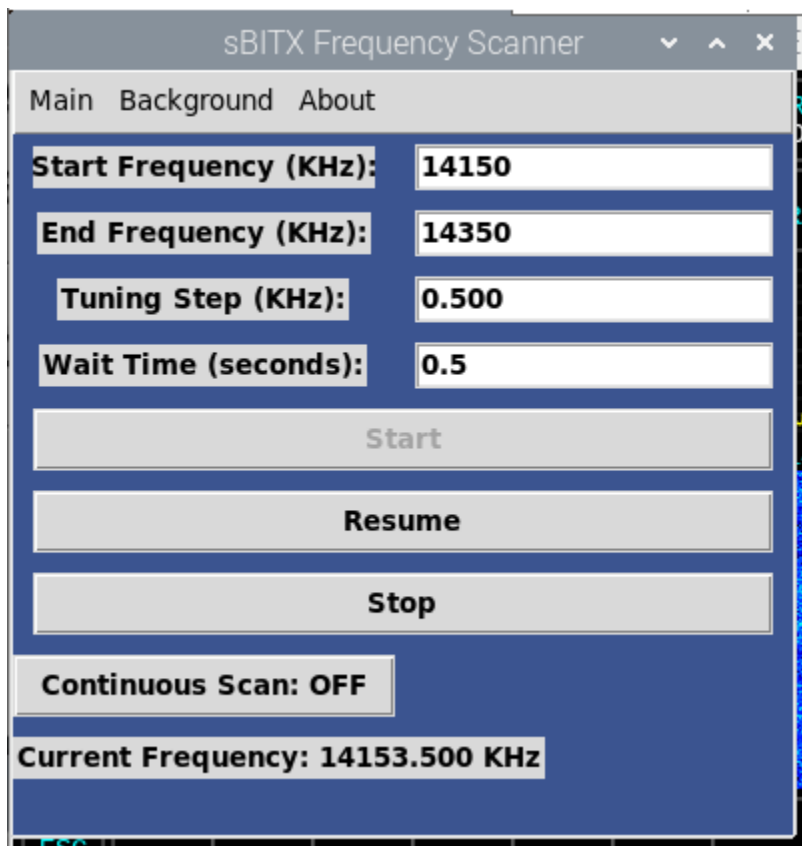 sBITX Frequency Scanner
Main Background About
Start Frequency (KHz): 14150
End Frequency (KHz): 14350
Tuning Step (KHz): 0.500
Wait Time (seconds): 0.5
Start
Resume
Stop
Continuous Scan: OFF
Current Frequency: 14153.500 KHz
ESC